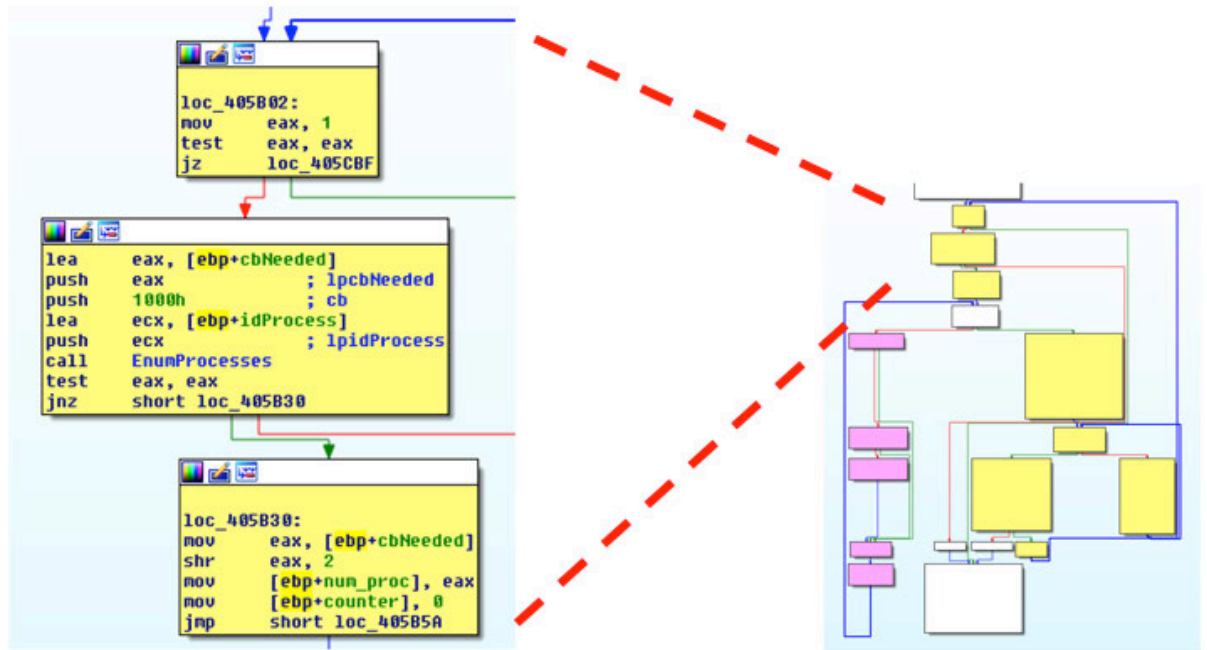 loc_405B02:
mov eax, 1
test eax, eax
jz loc_405CBF
lea eax, [ebp+cbNeeded]
push eax ; lpcbNeeded
push 1000h ; cb
lea ecx, [ebp+idProcess]
push ecx ; lpidProcess
call EnumProcesses
test eax, eax
jnz short loc_405B30
loc_405B30:
mov eax, [ebp+cbNeeded]
shr eax, 2
mov [ebp+num_proc], eax
mov [ebp+counter], 0
jmp short loc_405B5A